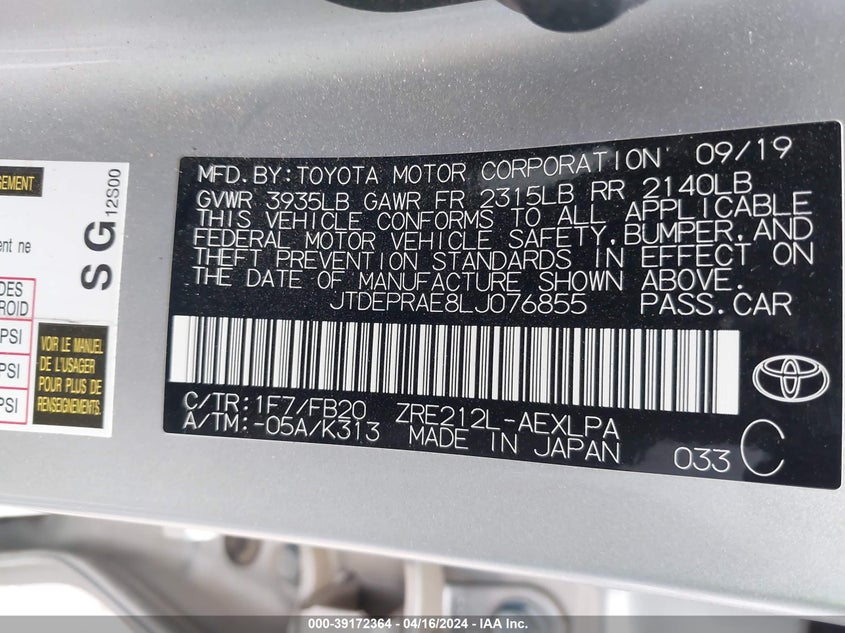 GEMENT
SG 12S00
ent ne
DES
ROID
PSI
PSI
PSI
VOIR LE MANUEL
DE L'USAGER
POUR PLUS DE
RENSEIGNEMENTS.
MFD.BY:TOYOTA MOTOR CORPORATION 09/19
GVWR 3935LB GAWR FR 2315LB RR 2140LB
THIS VEHICLE CONFORMS TO ALL APPLICABLE
FEDERAL MOTOR VEHICLE SAFETY,BUMPER,AND
THEFT PREVENTION STANDARDS IN EFFECT ON
THE DATE OF MANUFACTURE SHOWN ABOVE.
JTDEPRAE8LJ076855 PASS.CAR
C/TR:1F7/FB20 ZRE212L-AEXLPA
A/TM:-05A/K313 MADE IN JAPAN 033 C
000-39172364 - 04/16/2024 - IAA Inc.